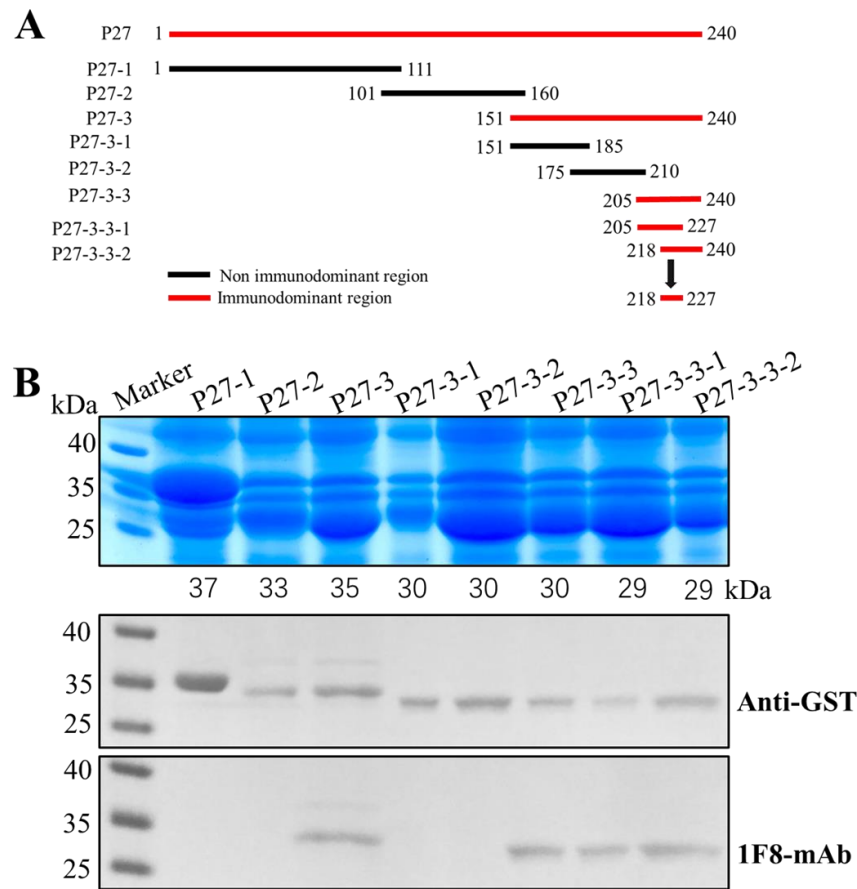 A
P27 1 240
P27-1 1 111
P27-2 101 160
P27-3 151 240
P27-3-1 151 185
P27-3-2 175 210
P27-3-3 205 240
P27-3-3-1 205 227
P27-3-3-2 218 240
Non immunodominant region
Immunodominant region 218 227
B
kDa Marker P27-1 P27-2 P27-3 P27-3-1 P27-3-2 P27-3-3 P27-3-3-1 P27-3-3-2
40
35
25
37 33 35 30 30 30 29 29 kDa
40
35
25
Anti-GST
40
35
25
1F8-mAb